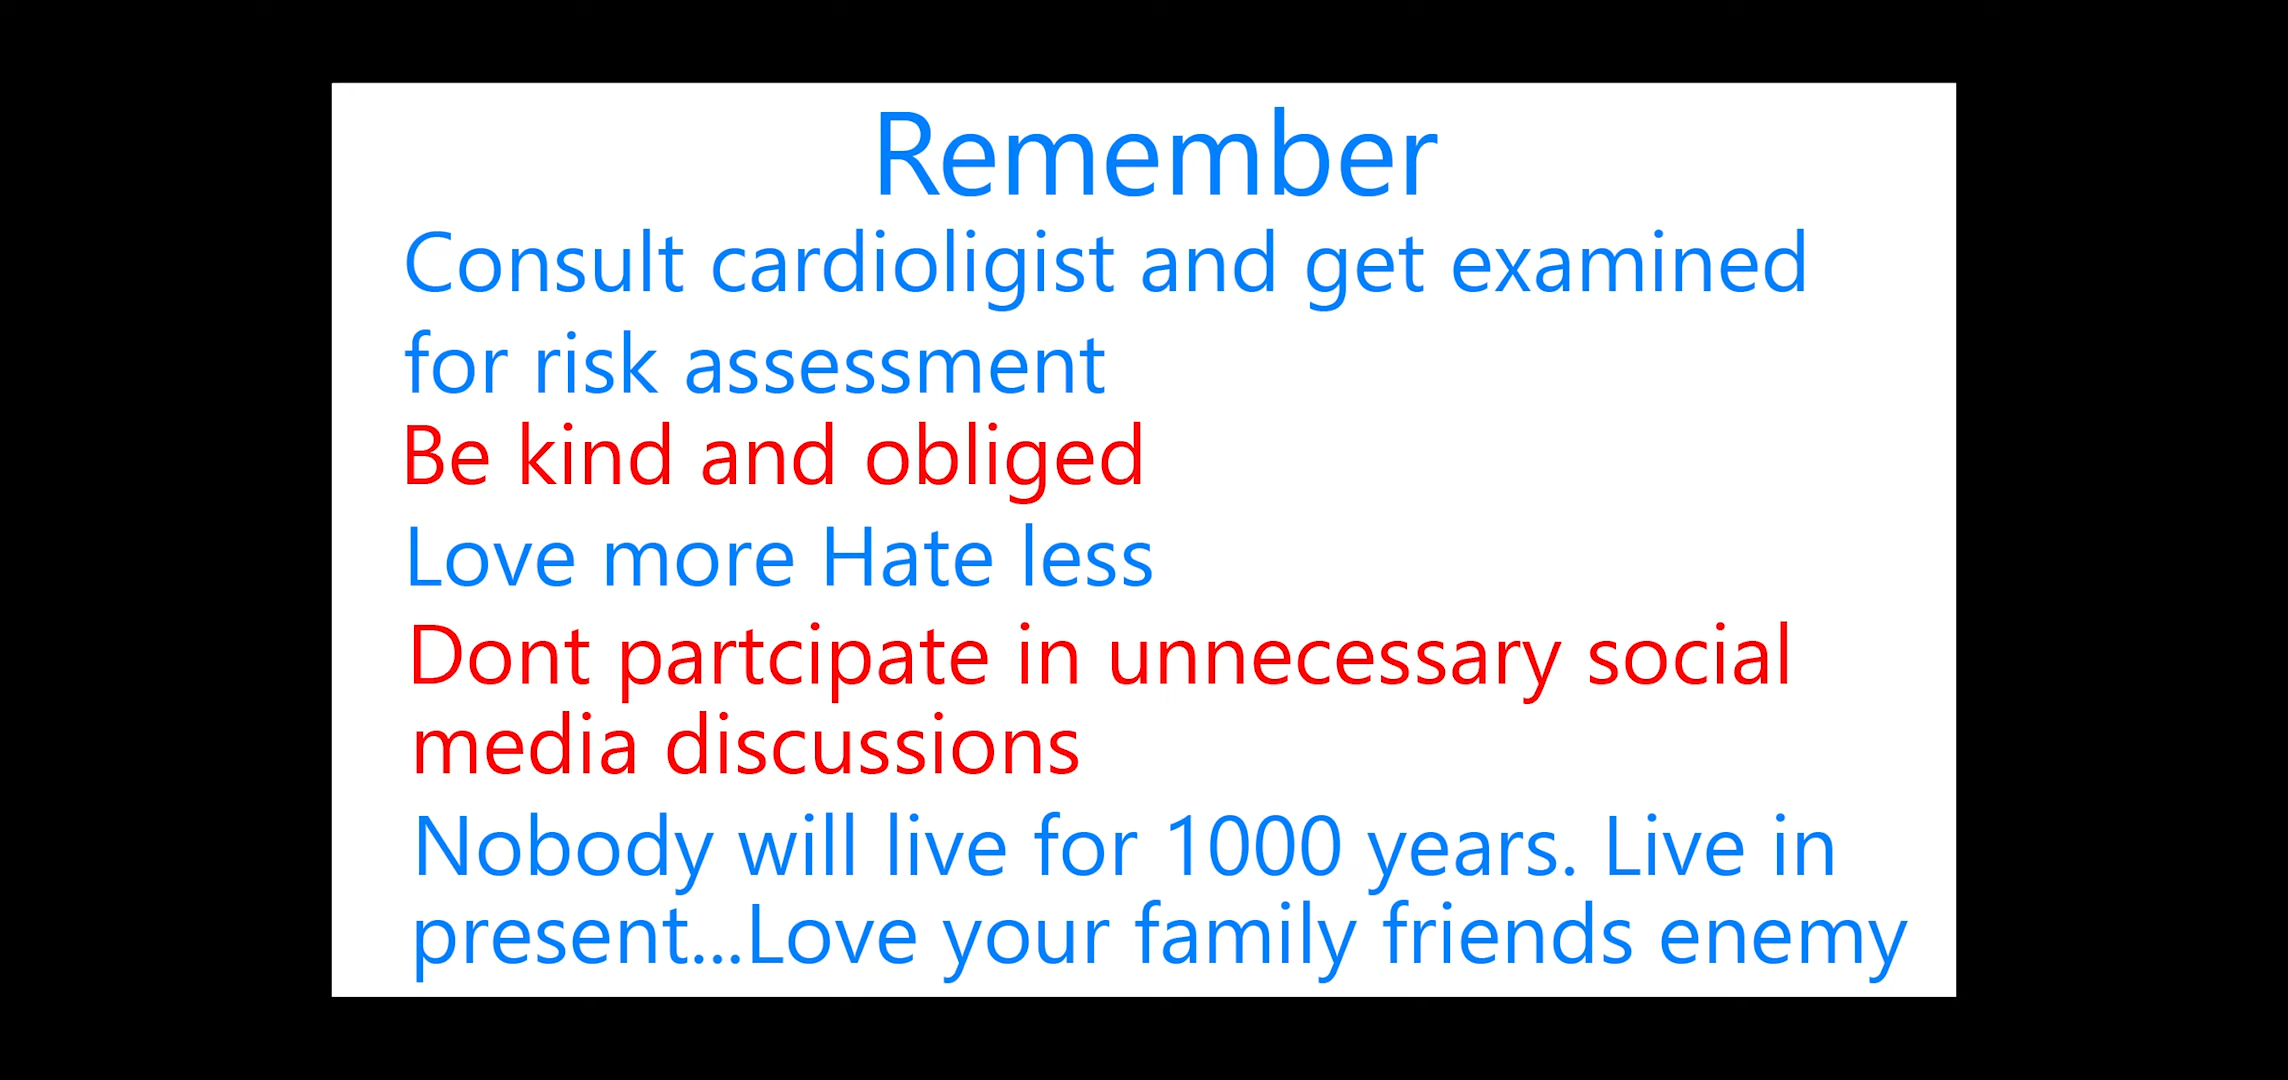 Remember
Consult cardioligist and get examined
for risk assessment
Be kind and obliged
Love more Hate less
Dont partcipate in unnecessary social
media discussions
Nobody will live for 1000 years. Live in
present...Love your family friends enemy